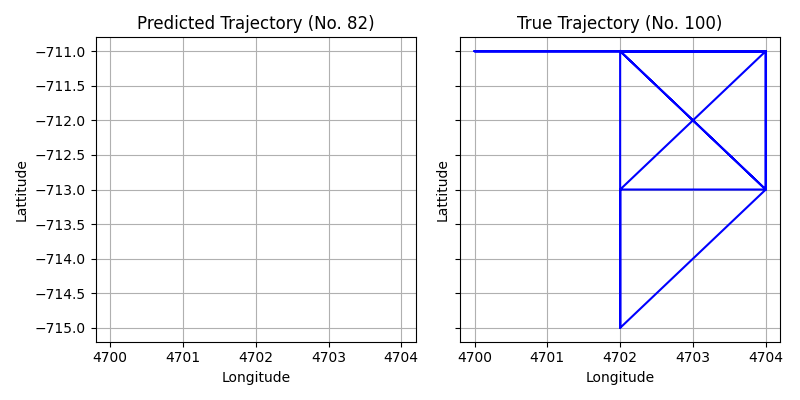 Predicted Trajectory (No. 82)
−711.0
−711.5
−712.0
−712.5
−713.0
−713.5
−714.0
−714.5
−715.0
Lattitude
4700 4701 4702 4703 4704
Longitude
True Trajectory (No. 100)
Lattitude
4700 4701 4702 4703 4704
Longitude